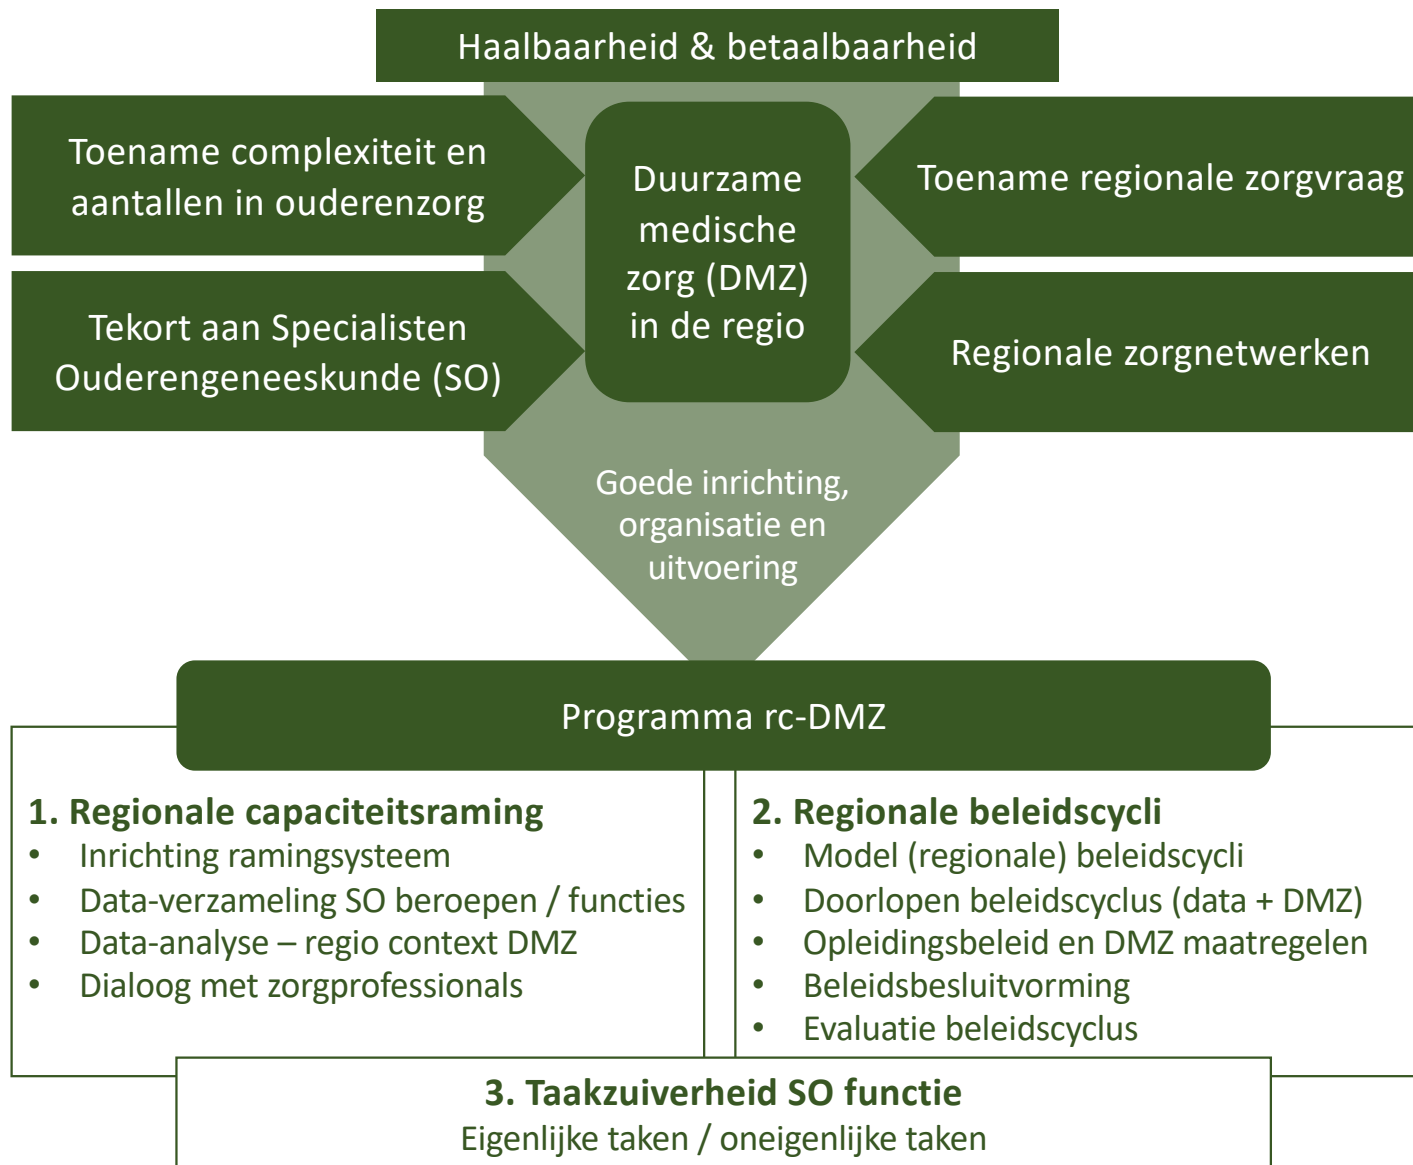 Haalbaarheid & betaalbaarheid
Toename complexiteit en
aantallen in ouderenzorg
Tekort aan Specialisten
Ouderengeneeskunde (SO)
Duurzame
medische
zorg (DMZ)
in de regio
Toename regionale zorgvraag
Regionale zorgnetwerken
Goede inrichting,
organisatie en
uitvoering
Programma rc-DMZ
1. Regionale capaciteitsraming
• Inrichting ramingsysteem
• Data-verzameling SO beroepen / functies
• Data-analyse – regio context DMZ
• Dialoog met zorgprofessionals
2. Regionale beleidscycli
• Model (regionale) beleidscycli
• Doorlopen beleidscyclus (data + DMZ)
• Opleidingsbeleid en DMZ maatregelen
• Beleidsbesluitvorming
• Evaluatie beleidscyclus
3. Taakzuiverheid SO functie
Eigenlijke taken / oneigenlijke taken